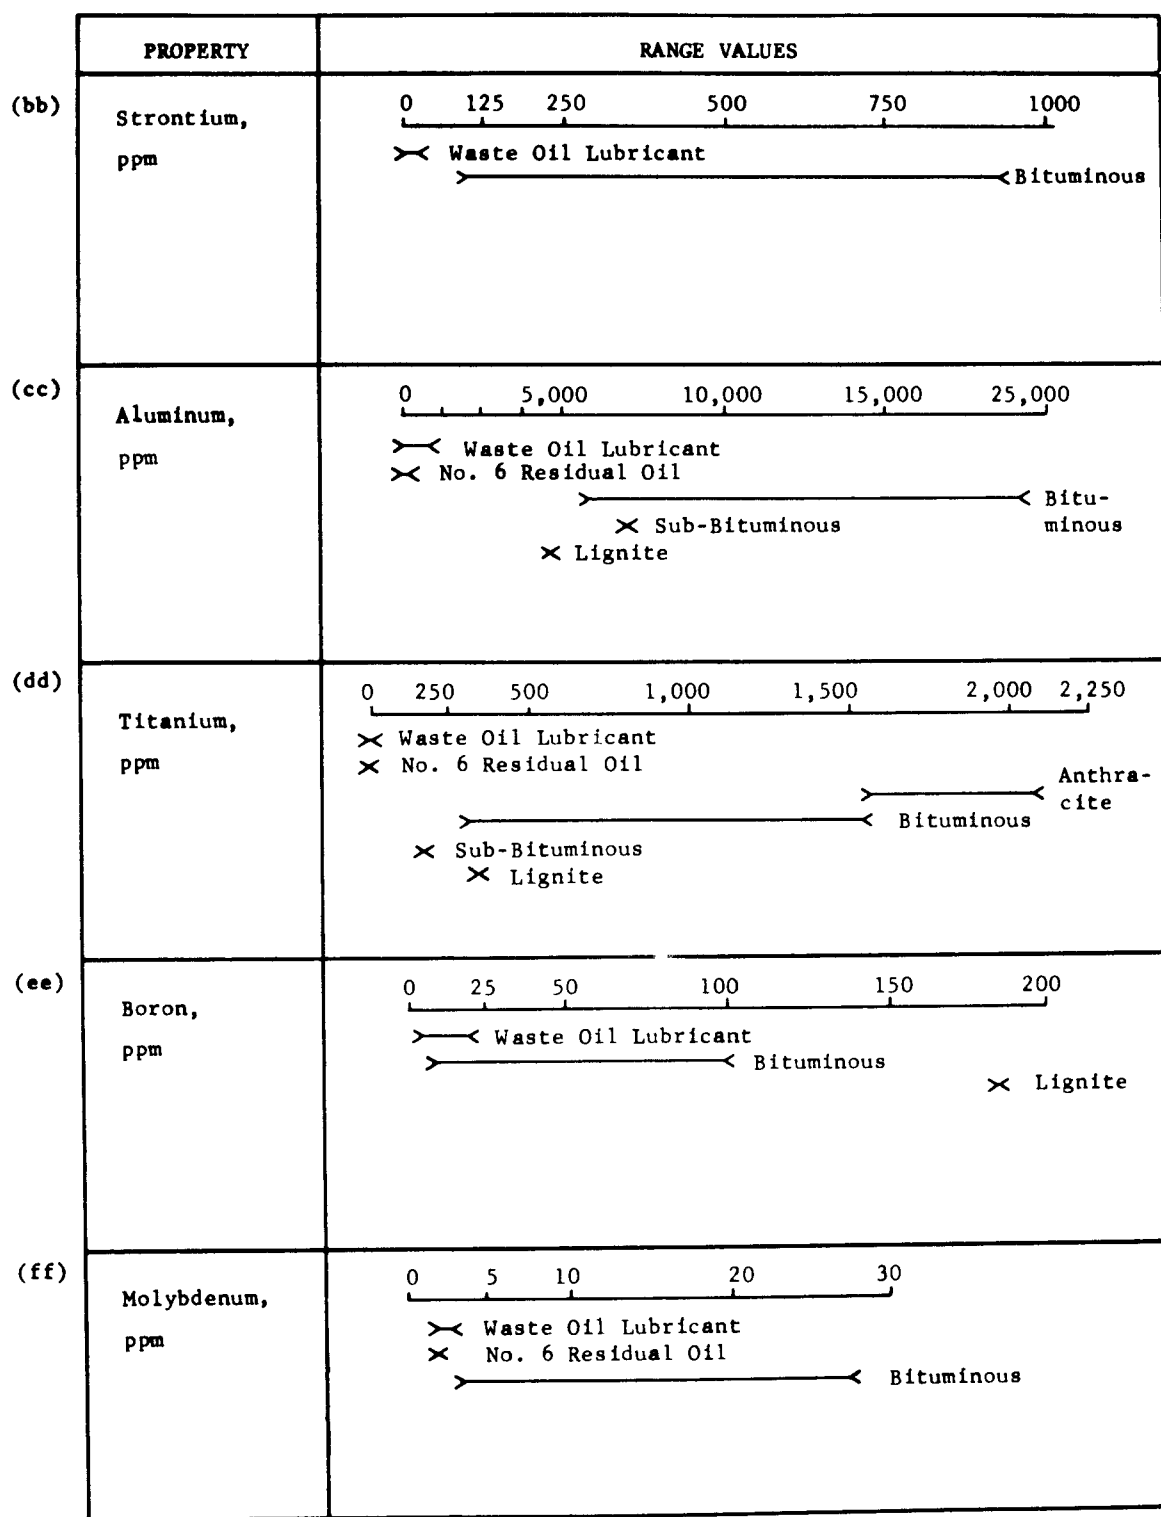 PROPERTY RANGE VALUES
(bb) Strontium, ppm
0 125 250 500 750 1000
Waste Oil Lubricant
Bituminous
(cc) Aluminum, ppm
0 5,000 10,000 15,000 25,000
Waste Oil Lubricant
No. 6 Residual Oil
Bitu-
minous
Sub-Bituminous
Lignite
(dd) Titanium, ppm
0 250 500 1,000 1,500 2,000 2,250
Waste Oil Lubricant
No. 6 Residual Oil
Anthra-
cite
Bituminous
Sub-Bituminous
Lignite
(ee) Boron, ppm
0 25 50 100 150 200
Waste Oil Lubricant
Bituminous
Lignite
(ff) Molybdenum, ppm
0 5 10 20 30
Waste Oil Lubricant
No. 6 Residual Oil
Bituminous